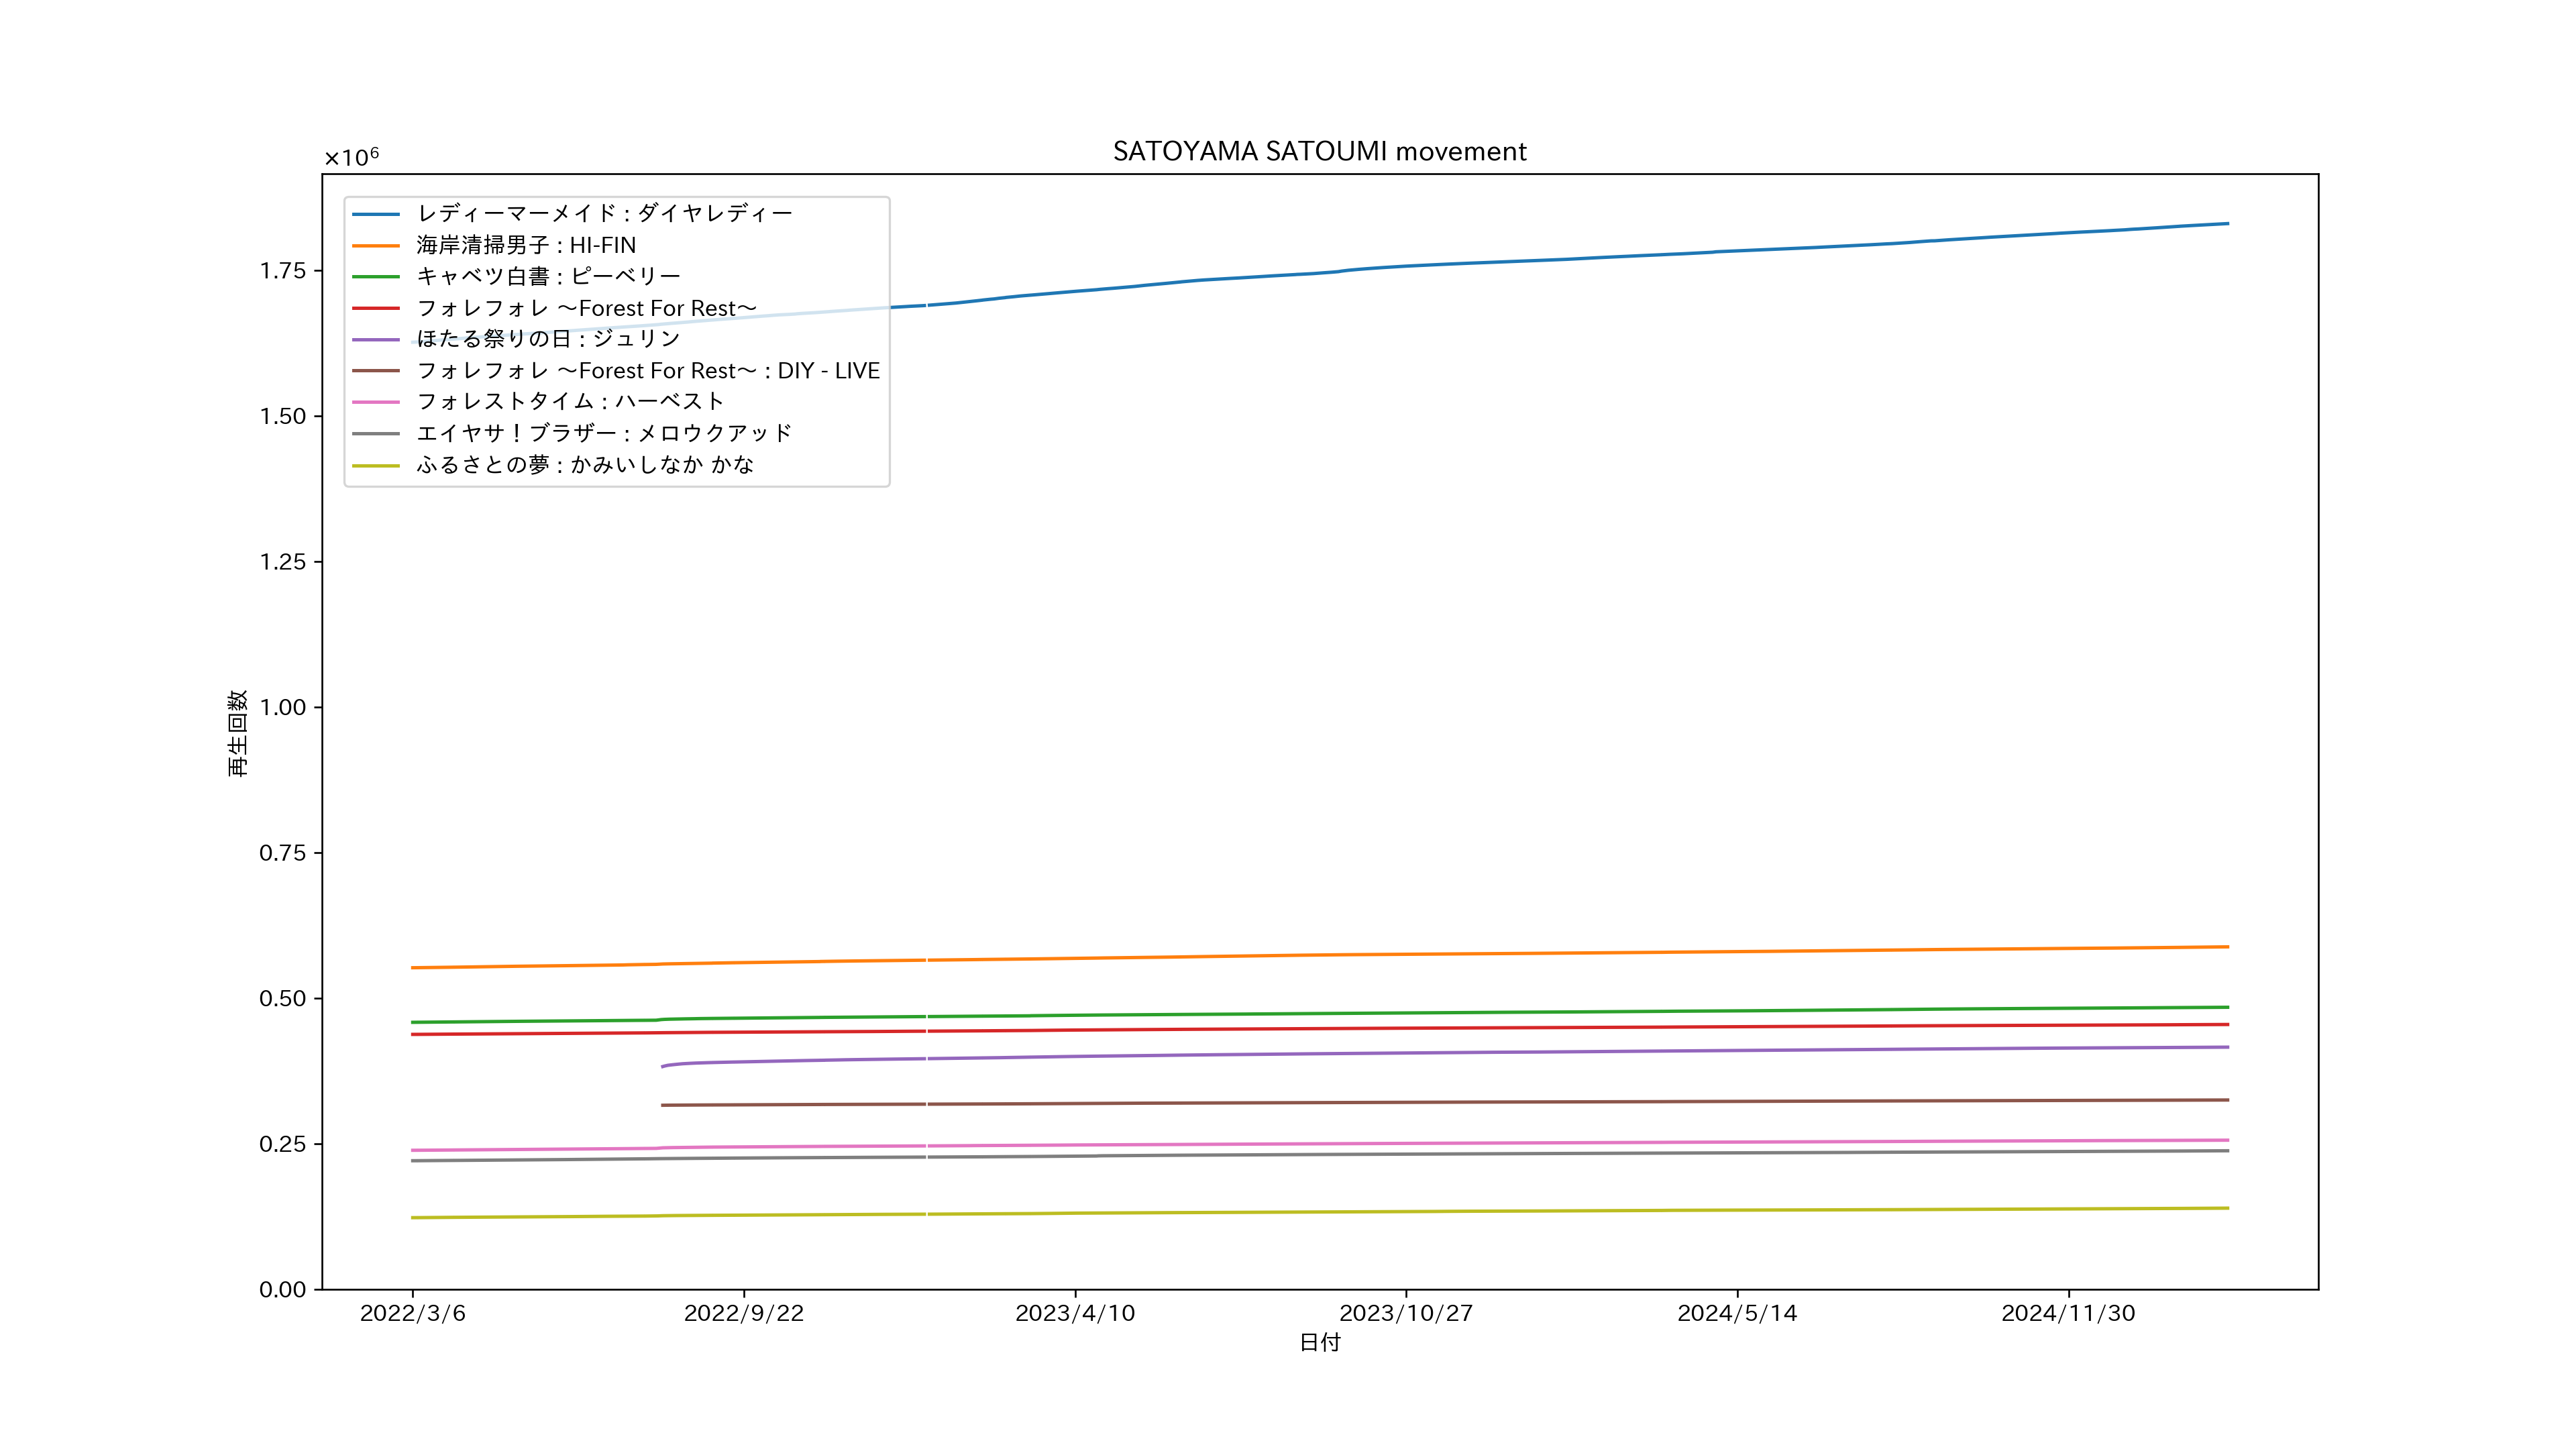 SATOYAMA SATOUMI movement
×10⁶
レディーマーメイド : ダイヤレディー
海岸清掃男子 : HI-FIN
キャベツ白書 : ピーベリー
フォレフォレ ～Forest For Rest～
ほたる祭りの日 : ジュリン
フォレフォレ ～Forest For Rest～ : DIY - LIVE
フォレストタイム : ハーベスト
エイヤサ！ブラザー : メロウクアッド
ふるさとの夢 : かみいしなか かな
1.75
1.50
1.25
1.00
0.75
0.50
0.25
0.00
再生回数
2022/3/6 2022/9/22 2023/4/10 2023/10/27 2024/5/14 2024/11/30
日付